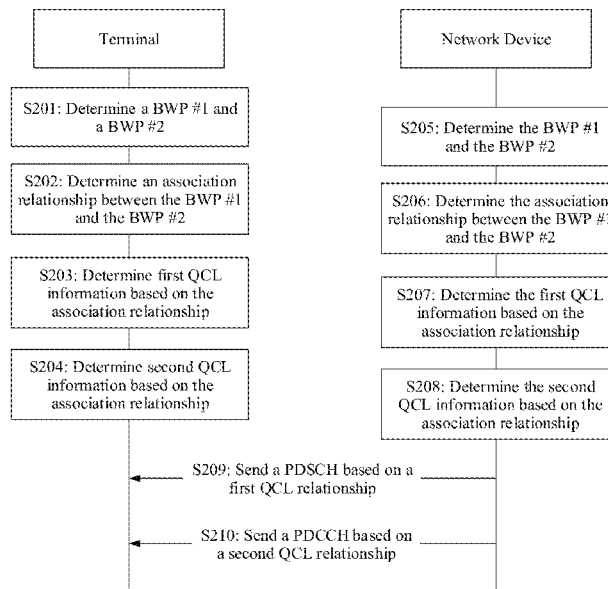 Terminal
Network Device
S201: Determine a BWP #1 and
a BWP #2
S202: Determine an association
relationship between the BWP #1
and the BWP #2
S203: Determine first QCL
information based on the
association relationship
S204: Determine second QCL
information based on the
association relationship
S205: Determine the BWP #1
and the BWP #2
S206: Determine the association
relationship between the BWP #1
and the BWP #2
S207: Determine the first QCL
information based on the
association relationship
S208: Determine the second
QCL information based on the
association relationship
S209: Send a PDSCH based on a
first QCL relationship
S210: Send a PDCCH based on
a second QCL relationship